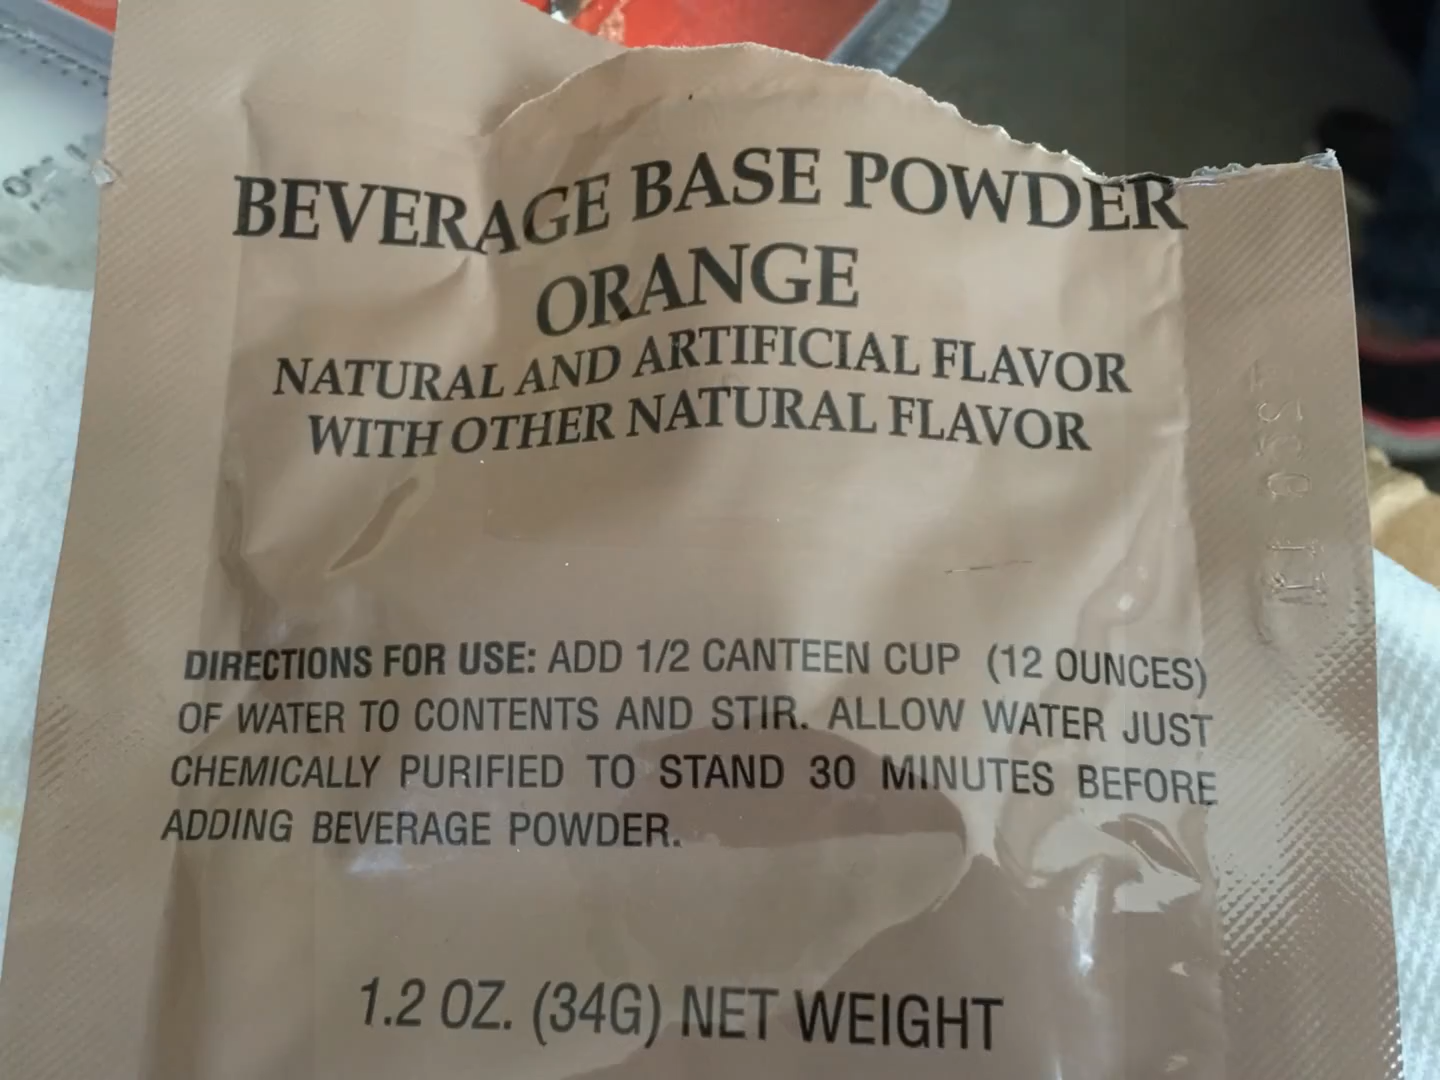 BEVERAGE BASE POWDER
ORANGE
NATURAL AND ARTIFICIAL FLAVOR
WITH OTHER NATURAL FLAVOR
DIRECTIONS FOR USE: ADD 1/2 CANTEEN CUP (12 OUNCES)
OF WATER TO CONTENTS AND STIR. ALLOW WATER JUST
CHEMICALLY PURIFIED TO STAND 30 MINUTES BEFORE
ADDING BEVERAGE POWDER.
1.2 OZ. (34G) NET WEIGHT